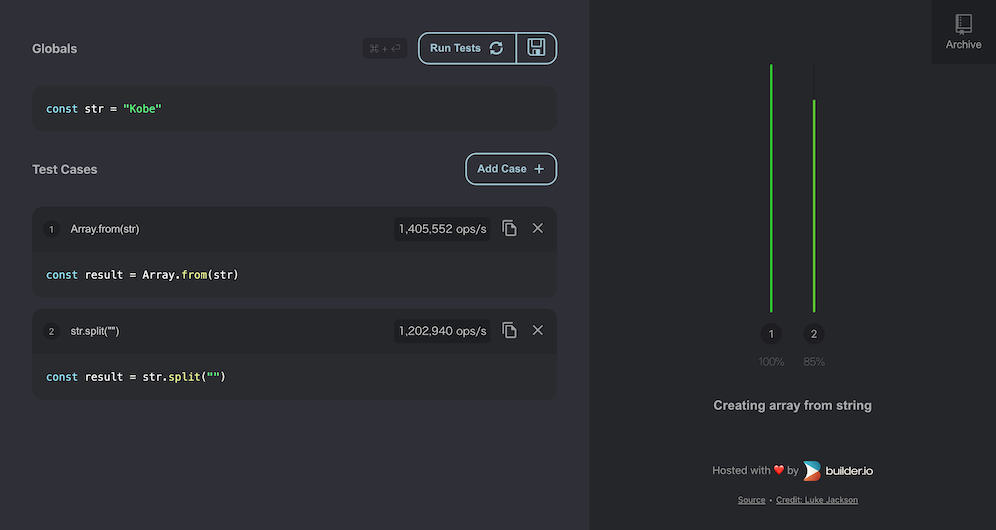 Globals
⌘ + ⏎
Run Tests
const str = "Kobe"
Test Cases
Add Case +
1 Array.from(str) 1,405,552 ops/s
const result = Array.from(str)
2 str.split("") 1,202,940 ops/s
const result = str.split("")
Archive
1 2
100% 85%
Creating array from string
Hosted with ❤️ by builder.io
Source • Credit: Luke Jackson